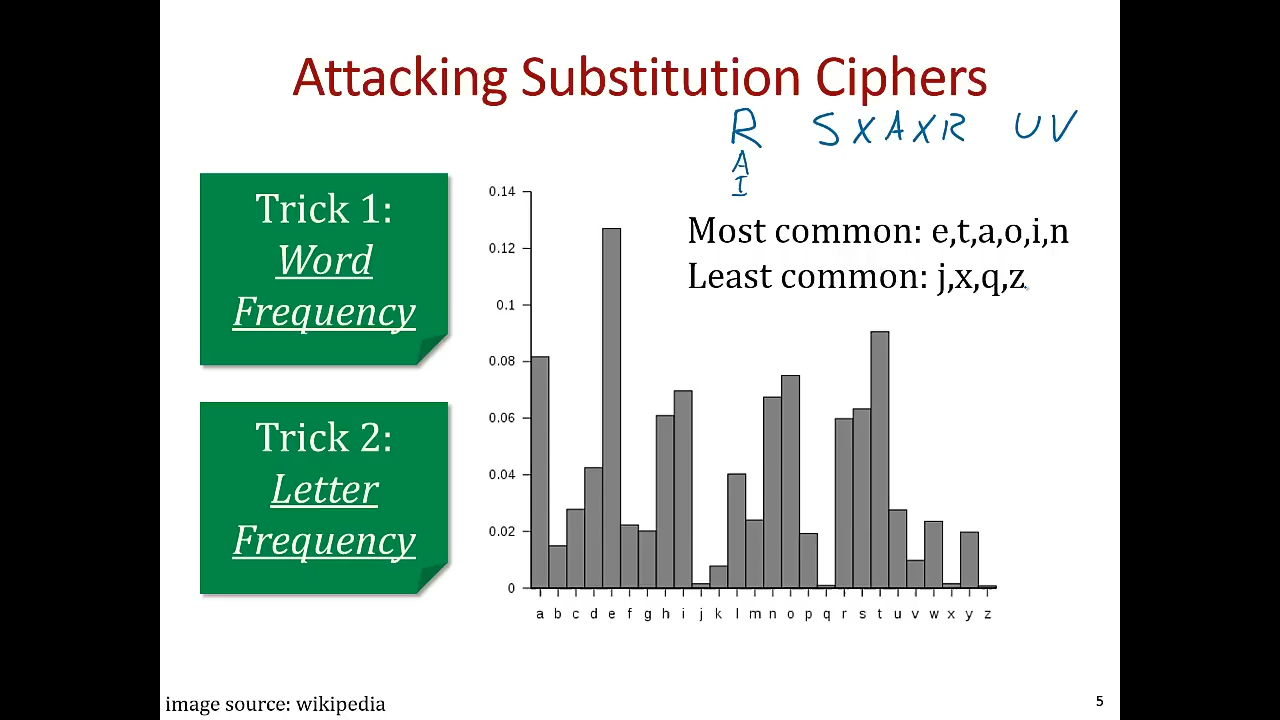 Attacking Substitution Ciphers
R SXAXR UV
A
I
Trick 1:
Word
Frequency
Trick 2:
Letter
Frequency
Most common: e,t,a,o,i,n
Least common: j,x,q,z
0.14
0.12
0.1
0.08
0.06
0.04
0.02
0
a b c d e f g h i j k l m n o p q r s t u v w x y z
image source: wikipedia
5